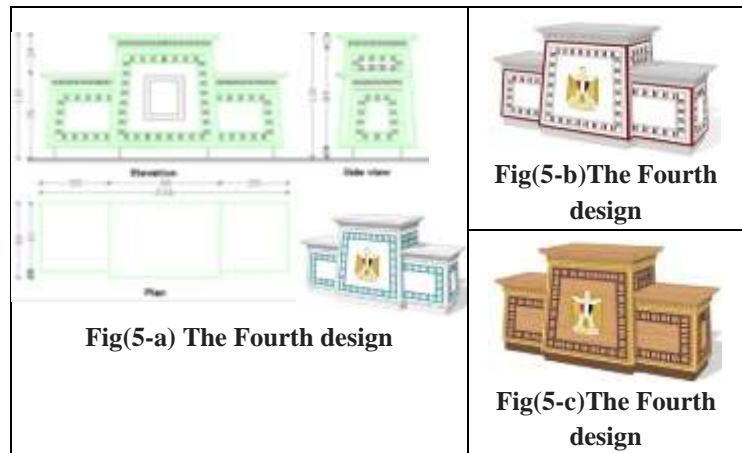 Elevation
Side view
Plan
Fig(5-a) The Fourth design
Fig(5-b)The Fourth
design
Fig(5-c)The Fourth
design